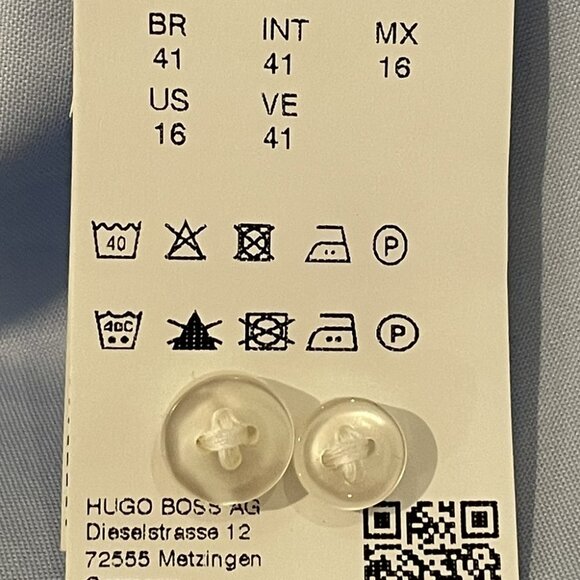 BR INT MX
41 41 16
US VE
16 41
40 P
40C P
HUGO BOSS AG
Dieselstrasse 12
72555 Metzingen